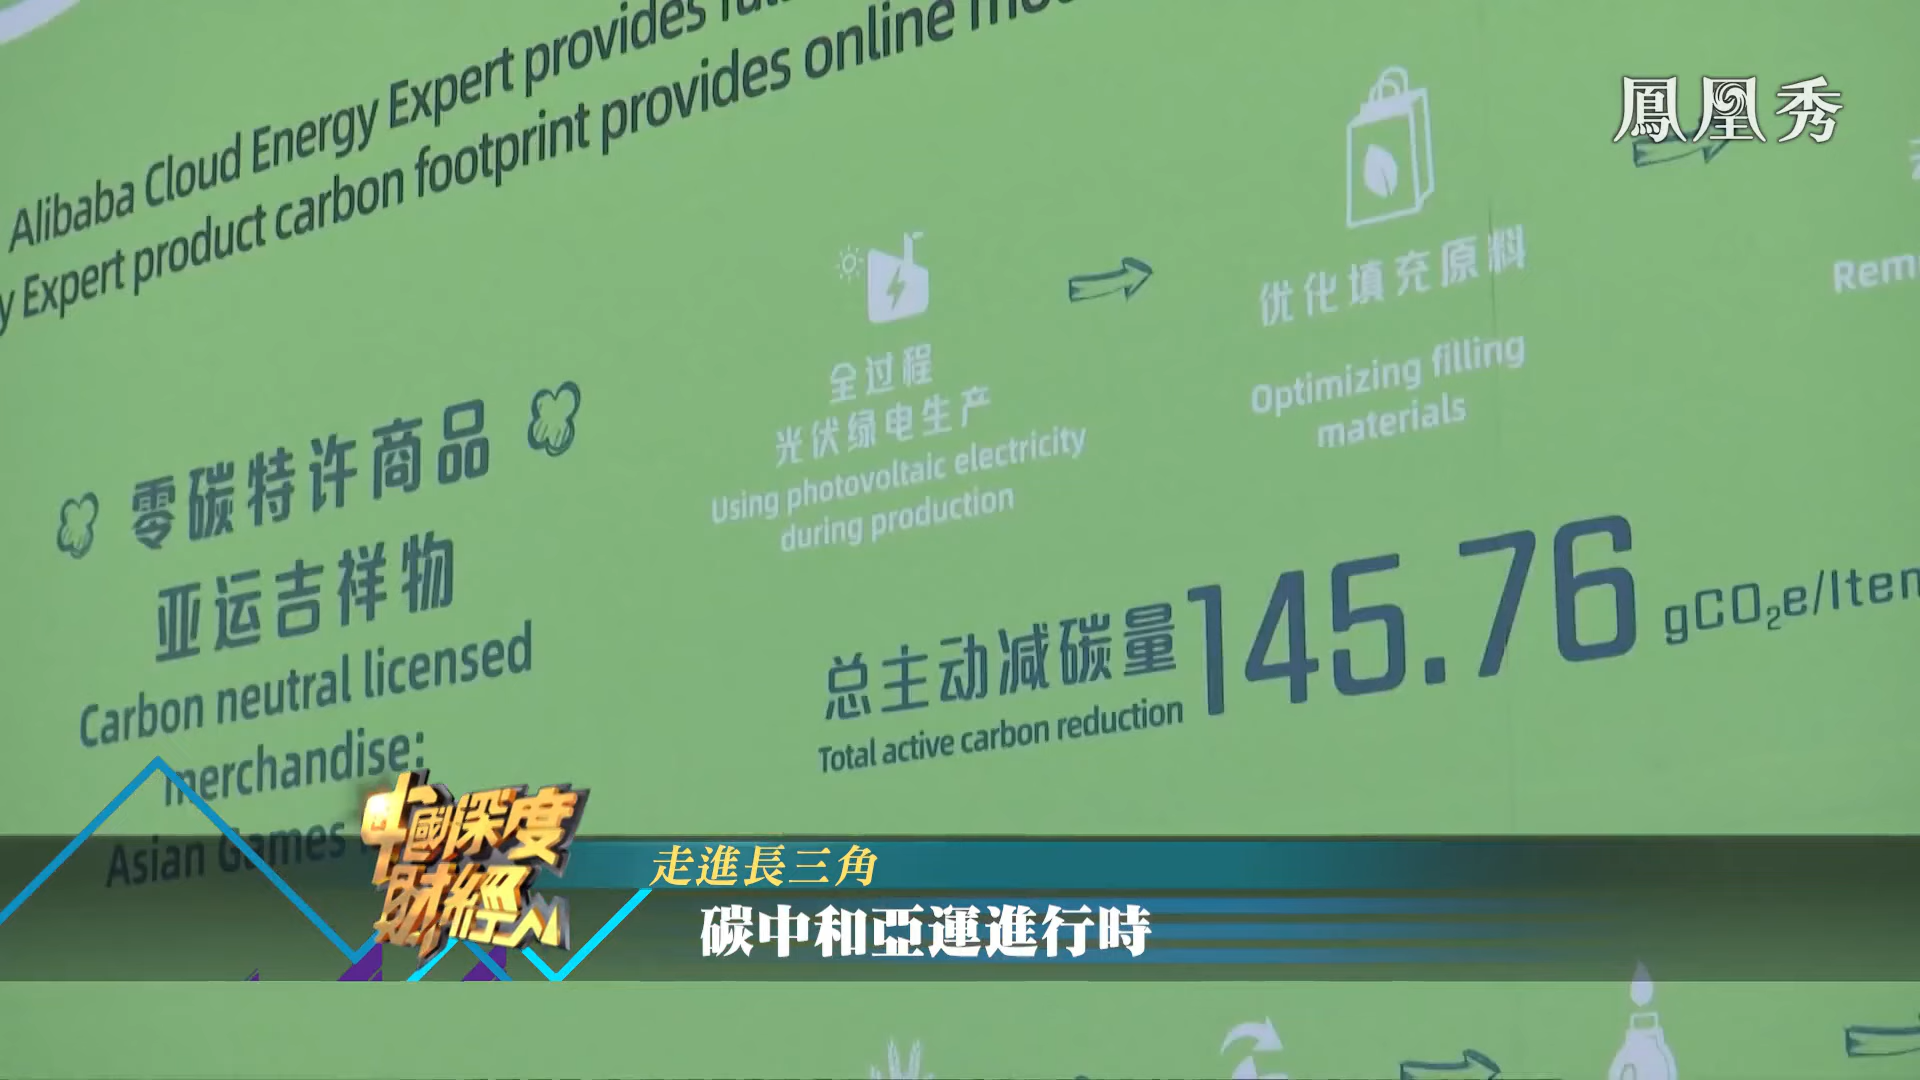 Alibaba Cloud Energy Expert provides
Expert product carbon footprint provides online
鳳凰秀
全过程
光伏绿电生产
Using photovoltaic electricity
during production
优化填充原料
Optimizing filling
materials
零碳特许商品
亚运吉祥物
Carbon neutral licensed
merchandise:
Asian Games
总主动减碳量 145.76 gCO₂e/Item
Total active carbon reduction
中國深度
財經
走進長三角
碳中和亞運進行時